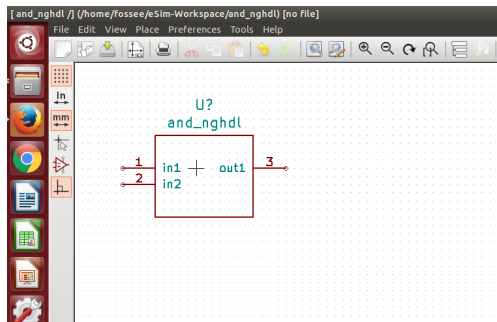 [ and_nghdl /] (/home/fossee/eSim-Workspace/and_nghdl) [no file]
File Edit View Place Preferences Tools Help
In
mm
U?
and_nghdl
1 in1 out1 3
2 in2